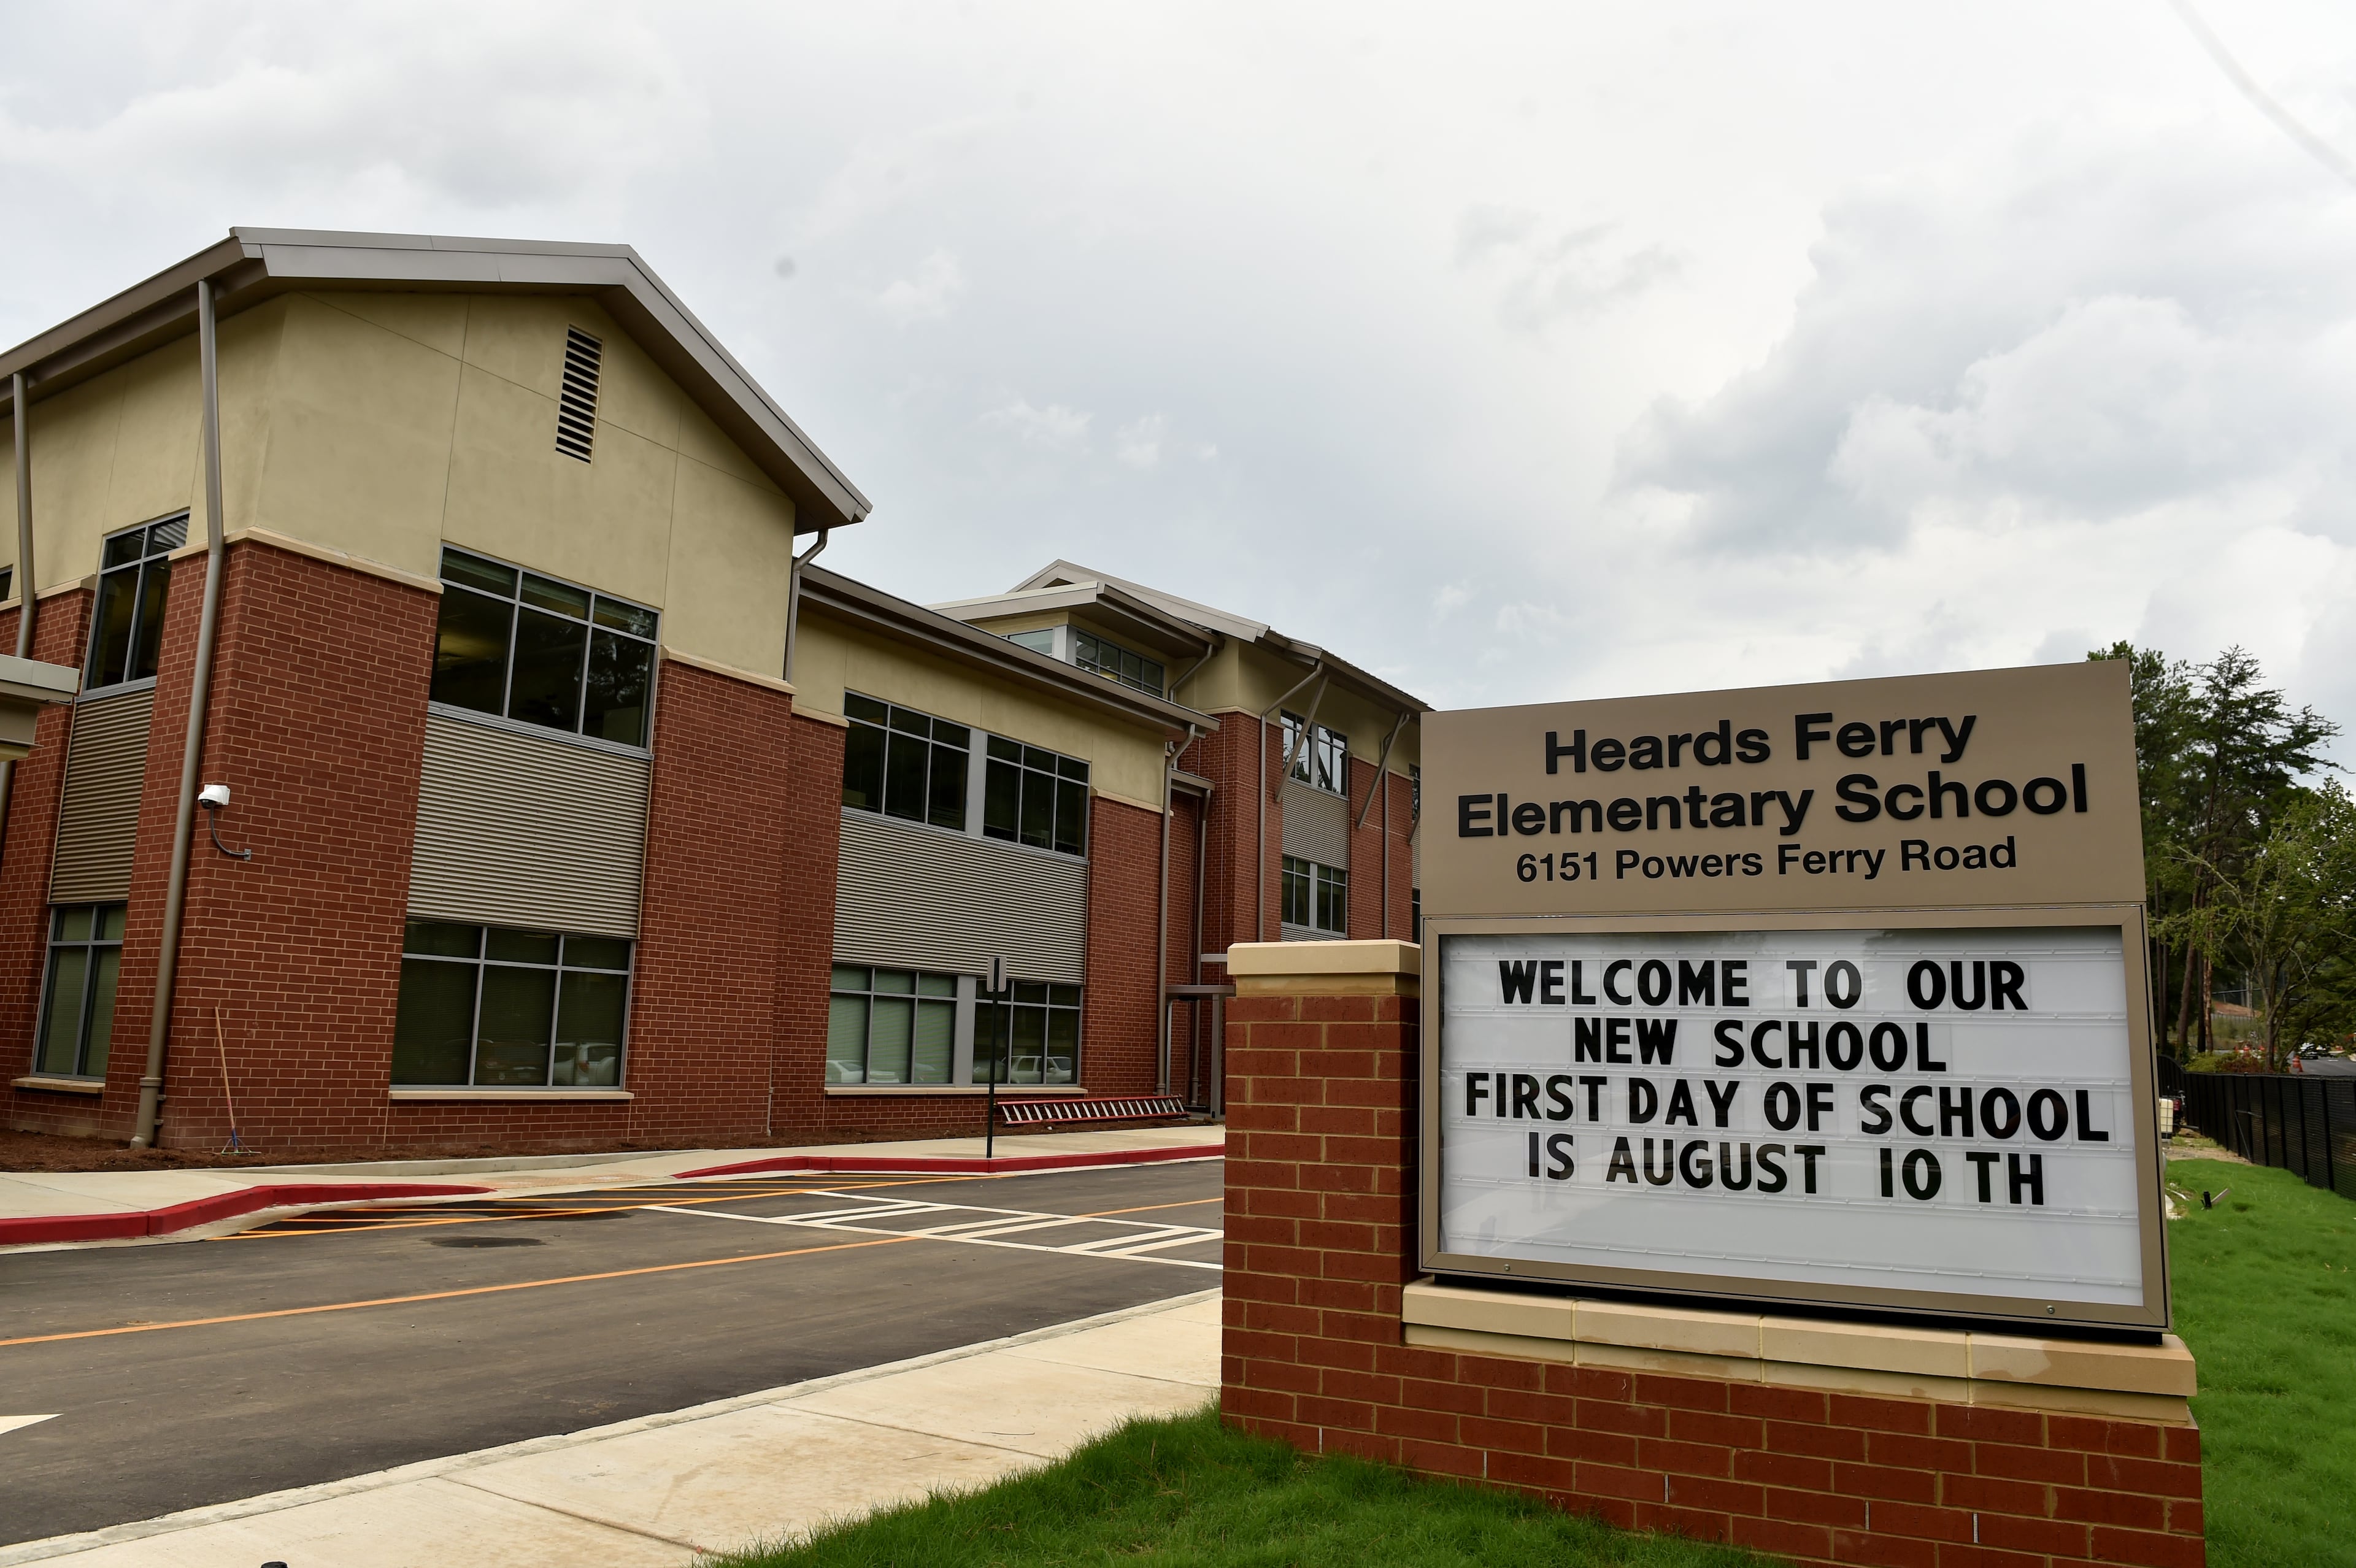 Heards Ferry
Elementary School
6151 Powers Ferry Road
WELCOME TO OUR
NEW SCHOOL
FIRST DAY OF SCHOOL
IS AUGUST 10 TH